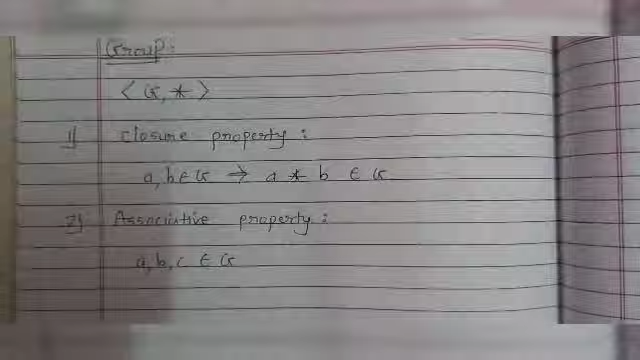 Group:
< G, * >
1) Closure property :
a, b ∈ G ⇒ a * b ∈ G
2) Associative property :
a, b, c ∈ G